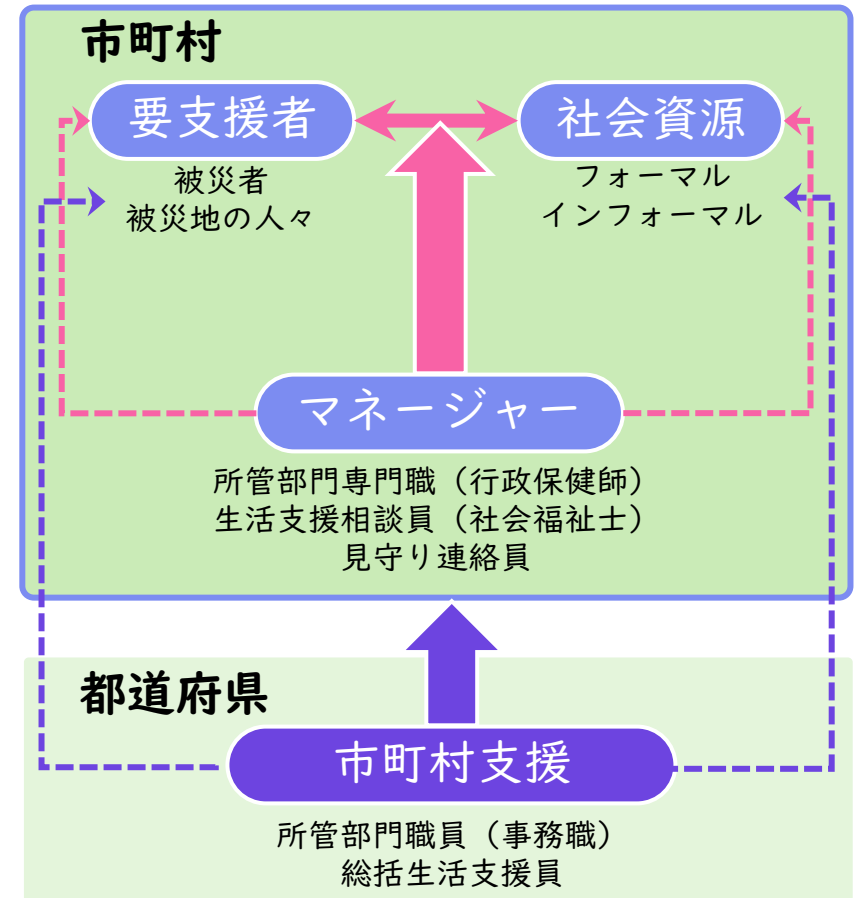 市町村
要支援者
社会資源
被災者
被災地の人々
フォーマル
インフォーマル
マネージャー
所管部門専門職（行政保健師）
生活支援相談員（社会福祉士）
見守り連絡員
都道府県
市町村支援
所管部門職員（事務職）
総括生活支援員